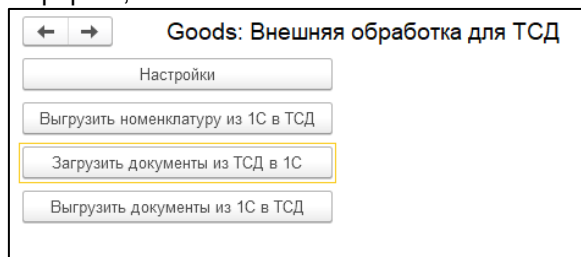 Goods: Внешняя обработка для ТСД
Настройки
Выгрузить номенклатуру из 1С в ТСД
Загрузить документы из ТСД в 1С
Выгрузить документы из 1С в ТСД